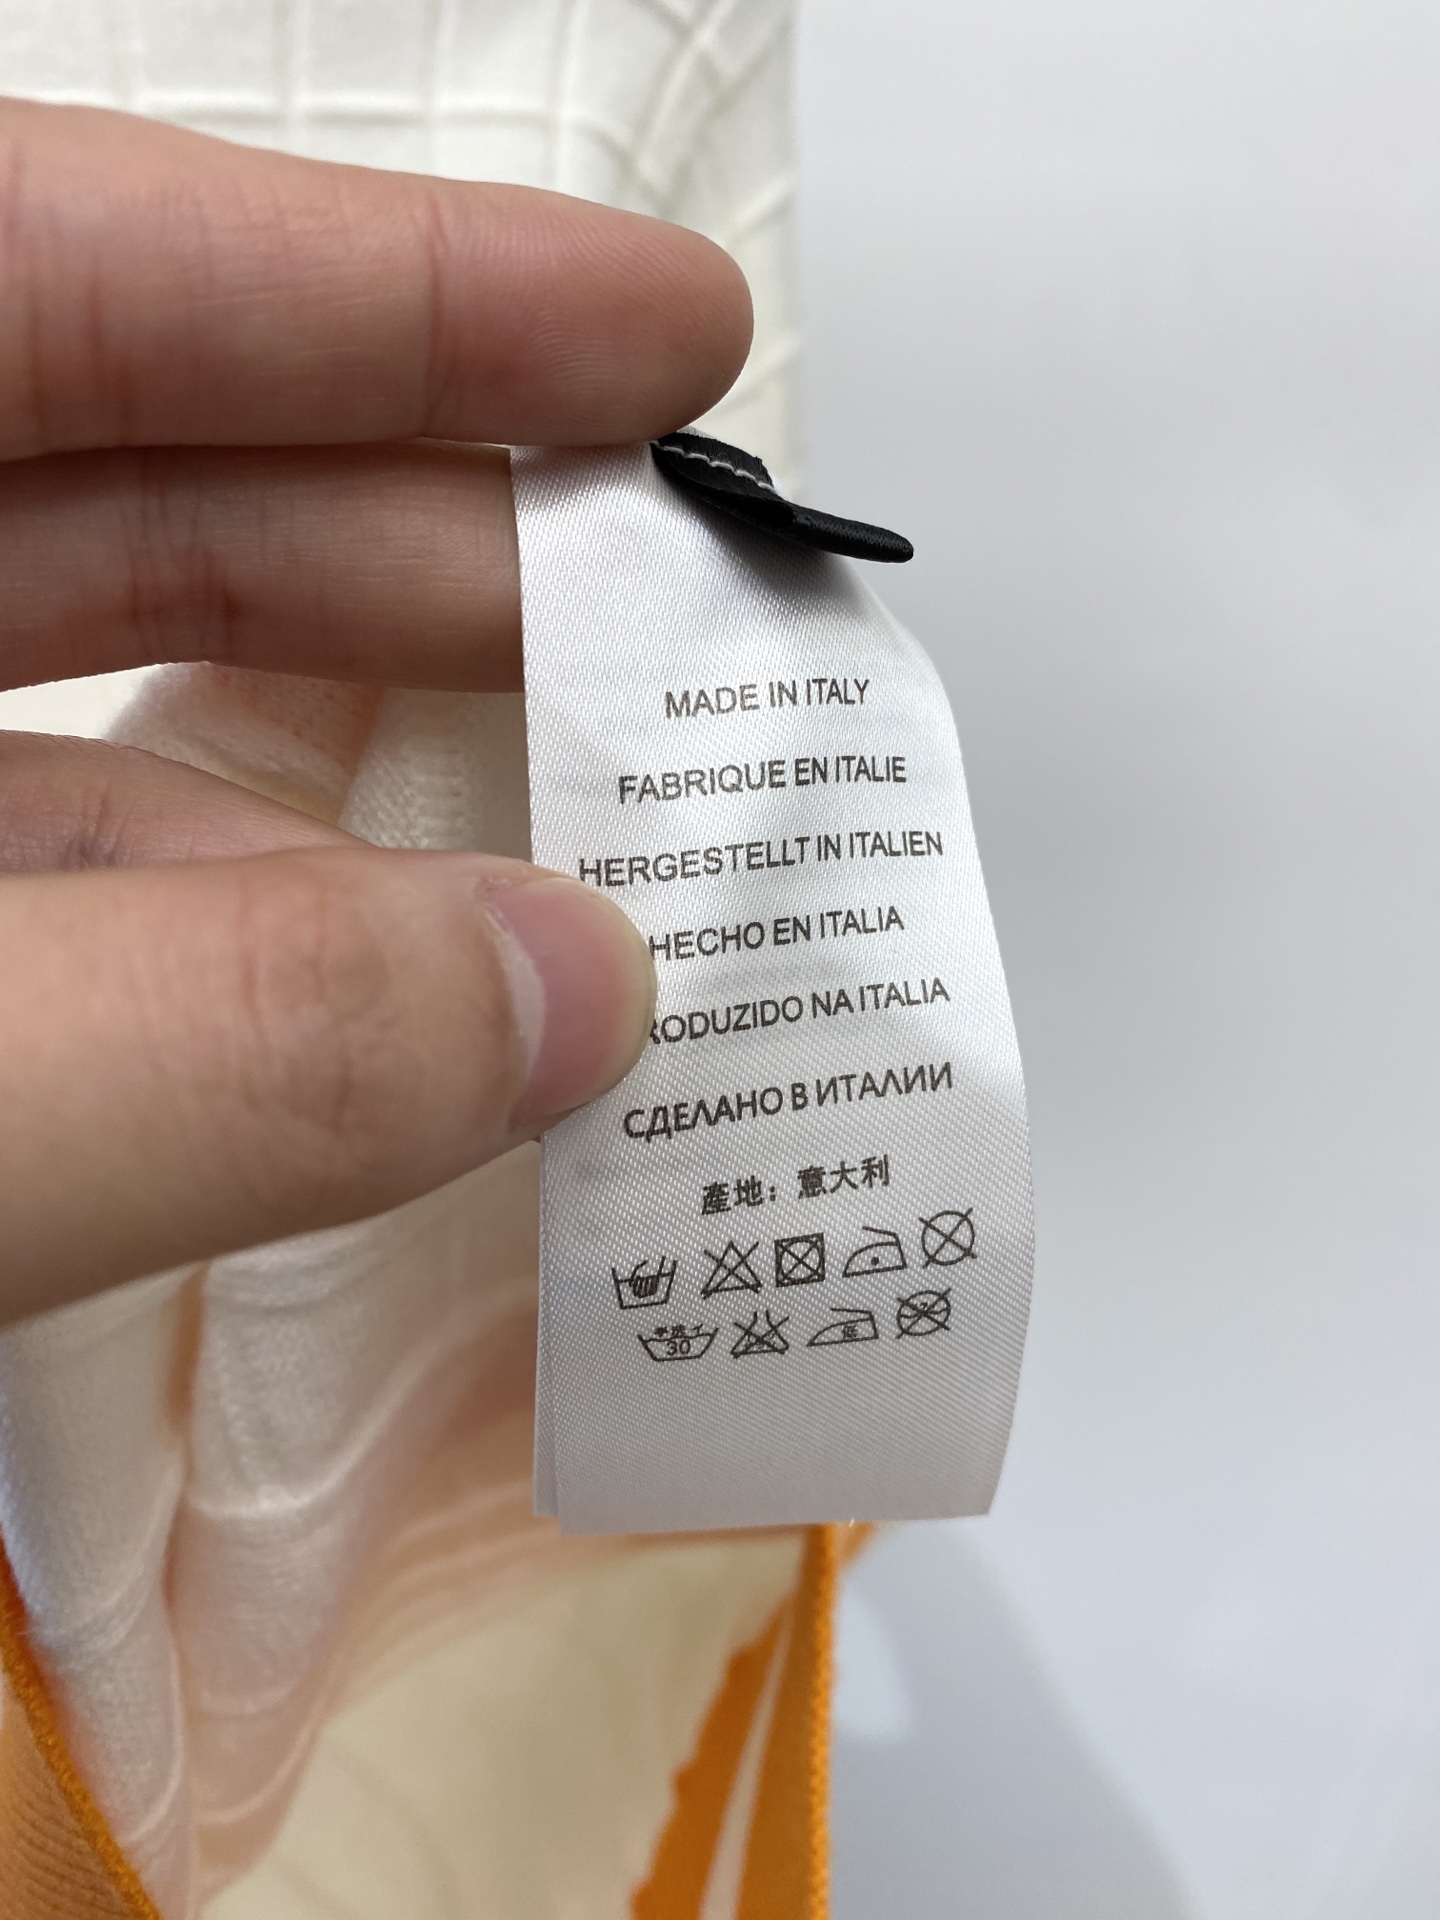 MADE IN ITALY
FABRIQUE EN ITALIE
HERGESTELLT IN ITALIEN
HECHO EN ITALIA
RODUZIDO NA ITALIA
СДЕЛАНО В ИТАЛИИ
產地：意大利
30 低